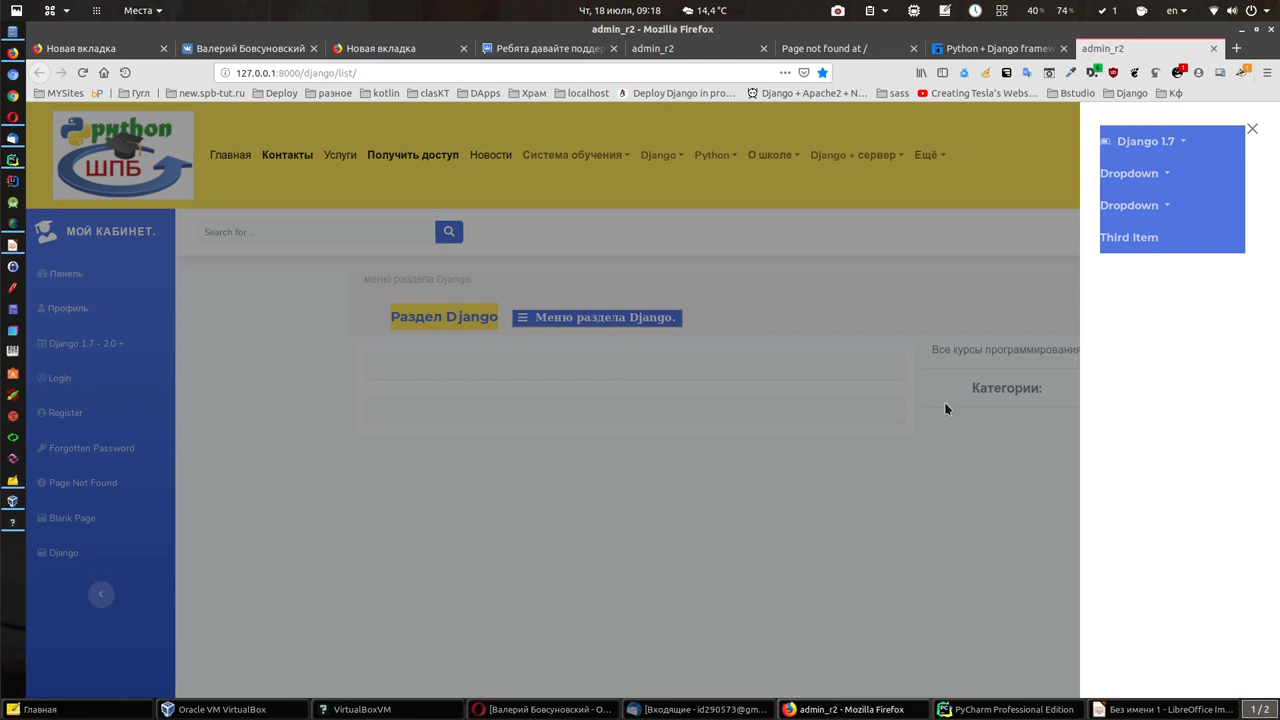 Места
Чт, 18 июля, 09:18
14,4°C
40%
74%
1
en
admin_r2 - Mozilla Firefox
Новая вкладка
Валерий Бовсуновский
Новая вкладка
Ребята давайте поддер
admin_r2
Page not found at /
Python + Django framew
admin_r2
127.0.0.1:8000/django/list/
MYSites
Гугл
new.spb-tut.ru
Deploy
разное
kotlin
claskT
DApps
Храм
localhost
Deploy Django in pro...
Django + Apache2 + N...
sass
Creating Tesla's Webs...
Bstudio
Django
Кф
python
ШПБ
Главная
Контакты
Услуги
Получить доступ
Новости
Система обучения
Django
Python
О школе
Django + сервер
Ещё
Django 1.7
Dropdown
Dropdown
Third Item
МОЙ КАБИНЕТ.
Search for ...
Панель
Профиль
Django 1.7 - 2.0 +
Login
Register
Forgotten Password
Page Not Found
Blank Page
Django
меню раздела Django.
Раздел Django
Меню раздела Django.
Все курсы программирования
Категории:
Главная
Oracle VM VirtualBox
VirtualBoxVM
[Валерий Бовсуновский - O...
[Входящие - id290573@gm...
admin_r2 - Mozilla Firefox
PyCharm Professional Edition
Без имени 1 - LibreOffice Im...
1 / 2